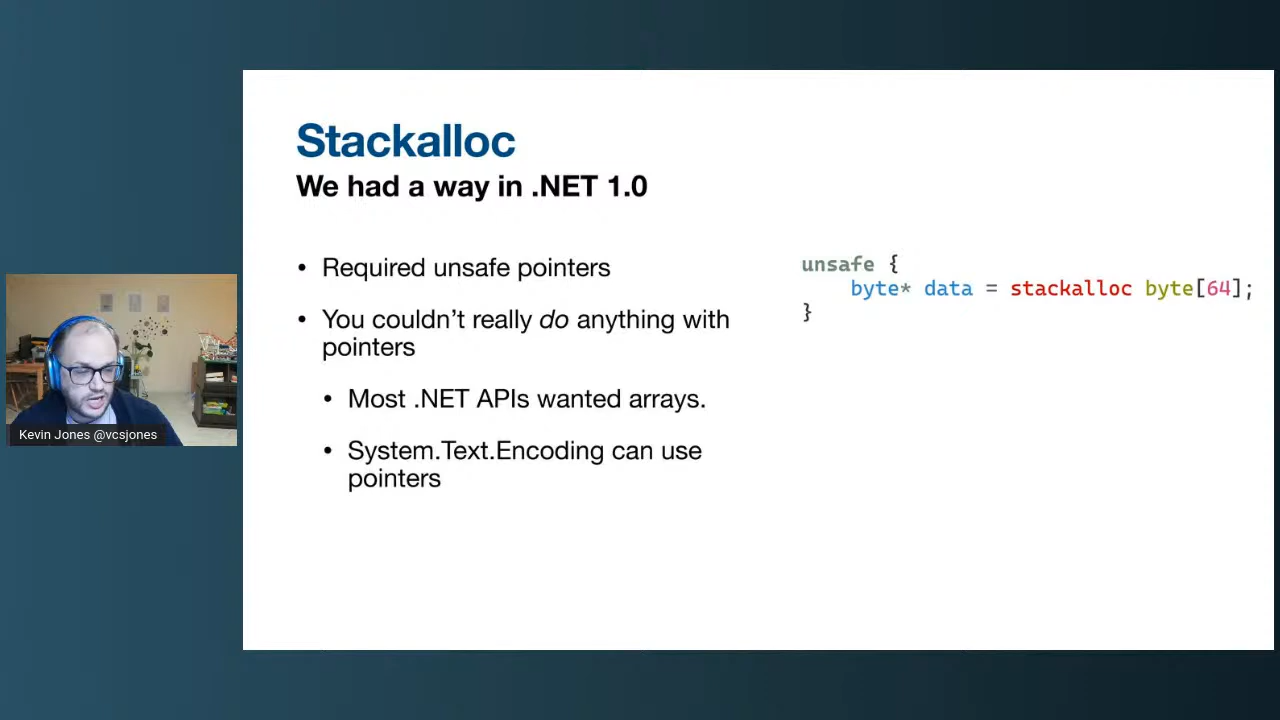 Stackalloc
We had a way in .NET 1.0
• Required unsafe pointers
• You couldn’t really do anything with
pointers
• Most .NET APIs wanted arrays.
• System.Text.Encoding can use
pointers
unsafe {
    byte* data = stackalloc byte[64];
}
Kevin Jones @vcsjones